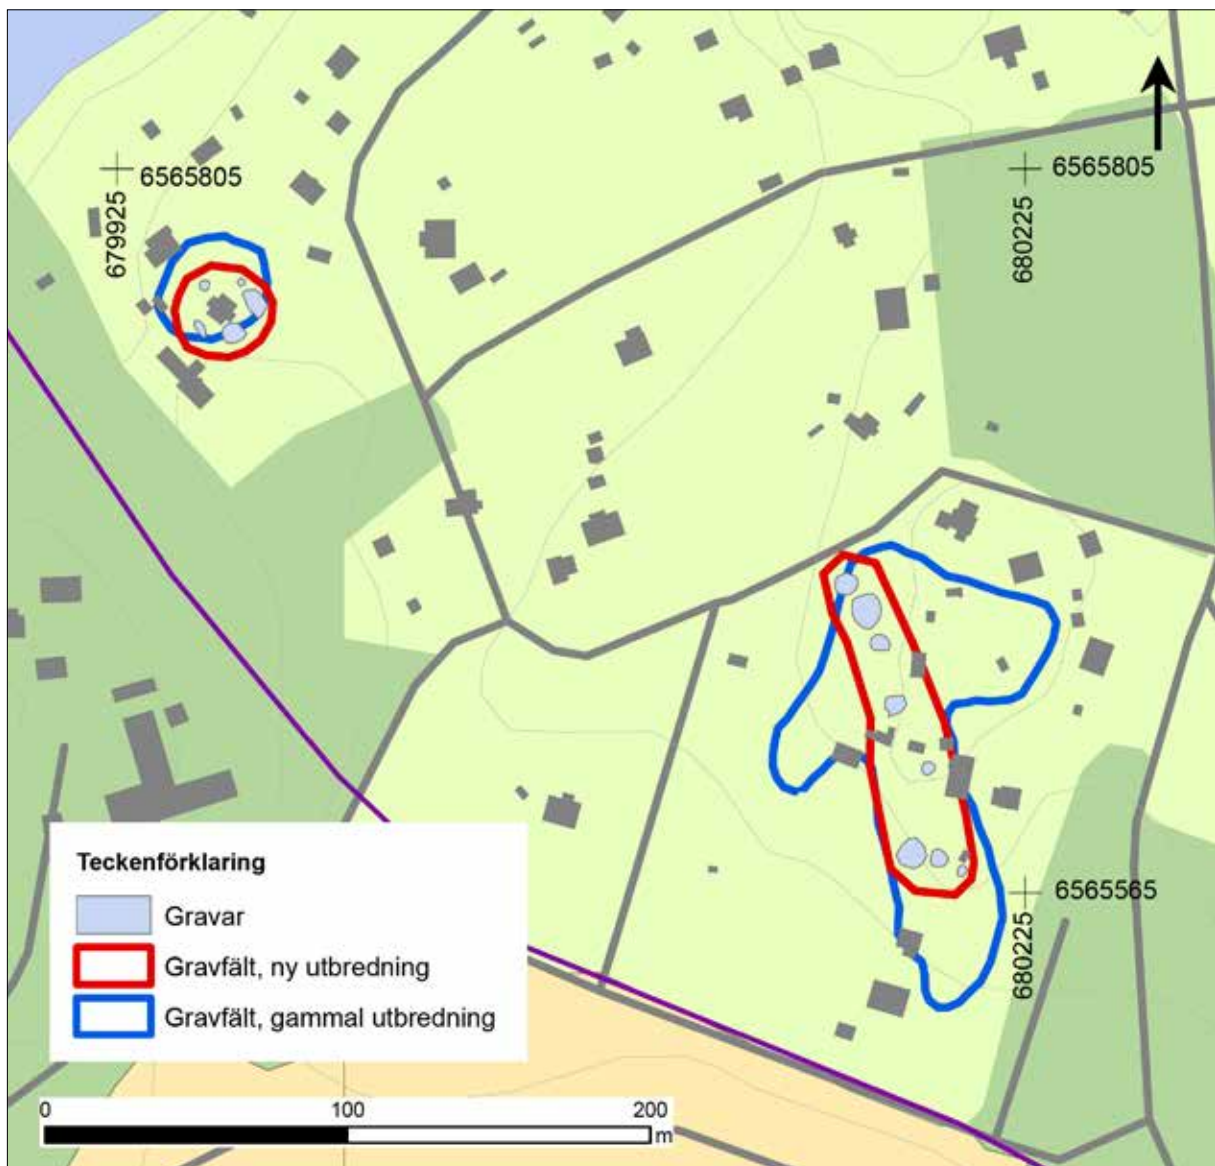 6565805
679925
6565805
680225
6565565
680225
Teckenförklaring
Gravar
Gravfält, ny utbredning
Gravfält, gammal utbredning
0 100 200
m